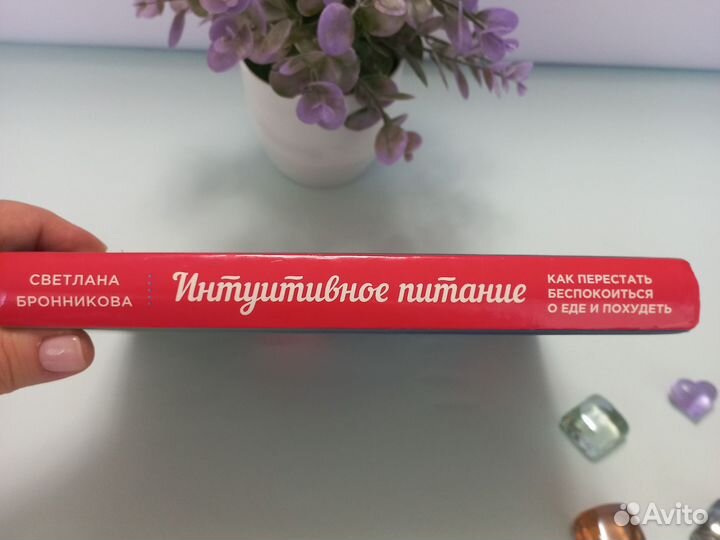 СВЕТЛАНА
БРОННИКОВА
Интуитивное питание
КАК ПЕРЕСТАТЬ
БЕСПОКОИТЬСЯ
О ЕДЕ И ПОХУДЕТЬ
Avito